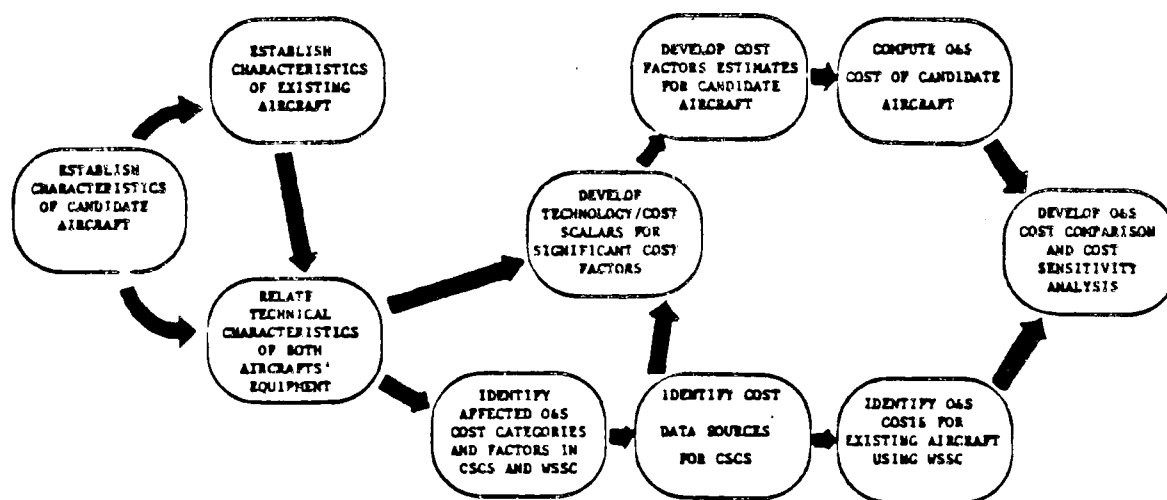 ESTABLISH
CHARACTERISTICS
OF CANDIDATE
AIRCRAFT
ESTABLISH
CHARACTERISTICS
OF EXISTING
AIRCRAFT
RELATE
TECHNICAL
CHARACTERISTICS
OF BOTH
AIRCRAFTS'
EQUIPMENT
IDENTIFY
AFFECTED O&S
COST CATEGORIES
AND FACTORS IN
CSCS AND WSSC
DEVELOP
TECHNOLOGY/COST
SCALARS FOR
SIGNIFICANT COST
FACTORS
IDENTIFY COST
DATA SOURCES
FOR CSCS
DEVELOP COST
FACTORS ESTIMATES
FOR CANDIDATE
AIRCRAFT
COMPUTE O&S
COST OF CANDIDATE
AIRCRAFT
IDENTIFY O&S
COSTS FOR
EXISTING AIRCRAFT
USING WSSC
DEVELOP O&S
COST COMPARISON
AND COST
SENSITIVITY
ANALYSIS